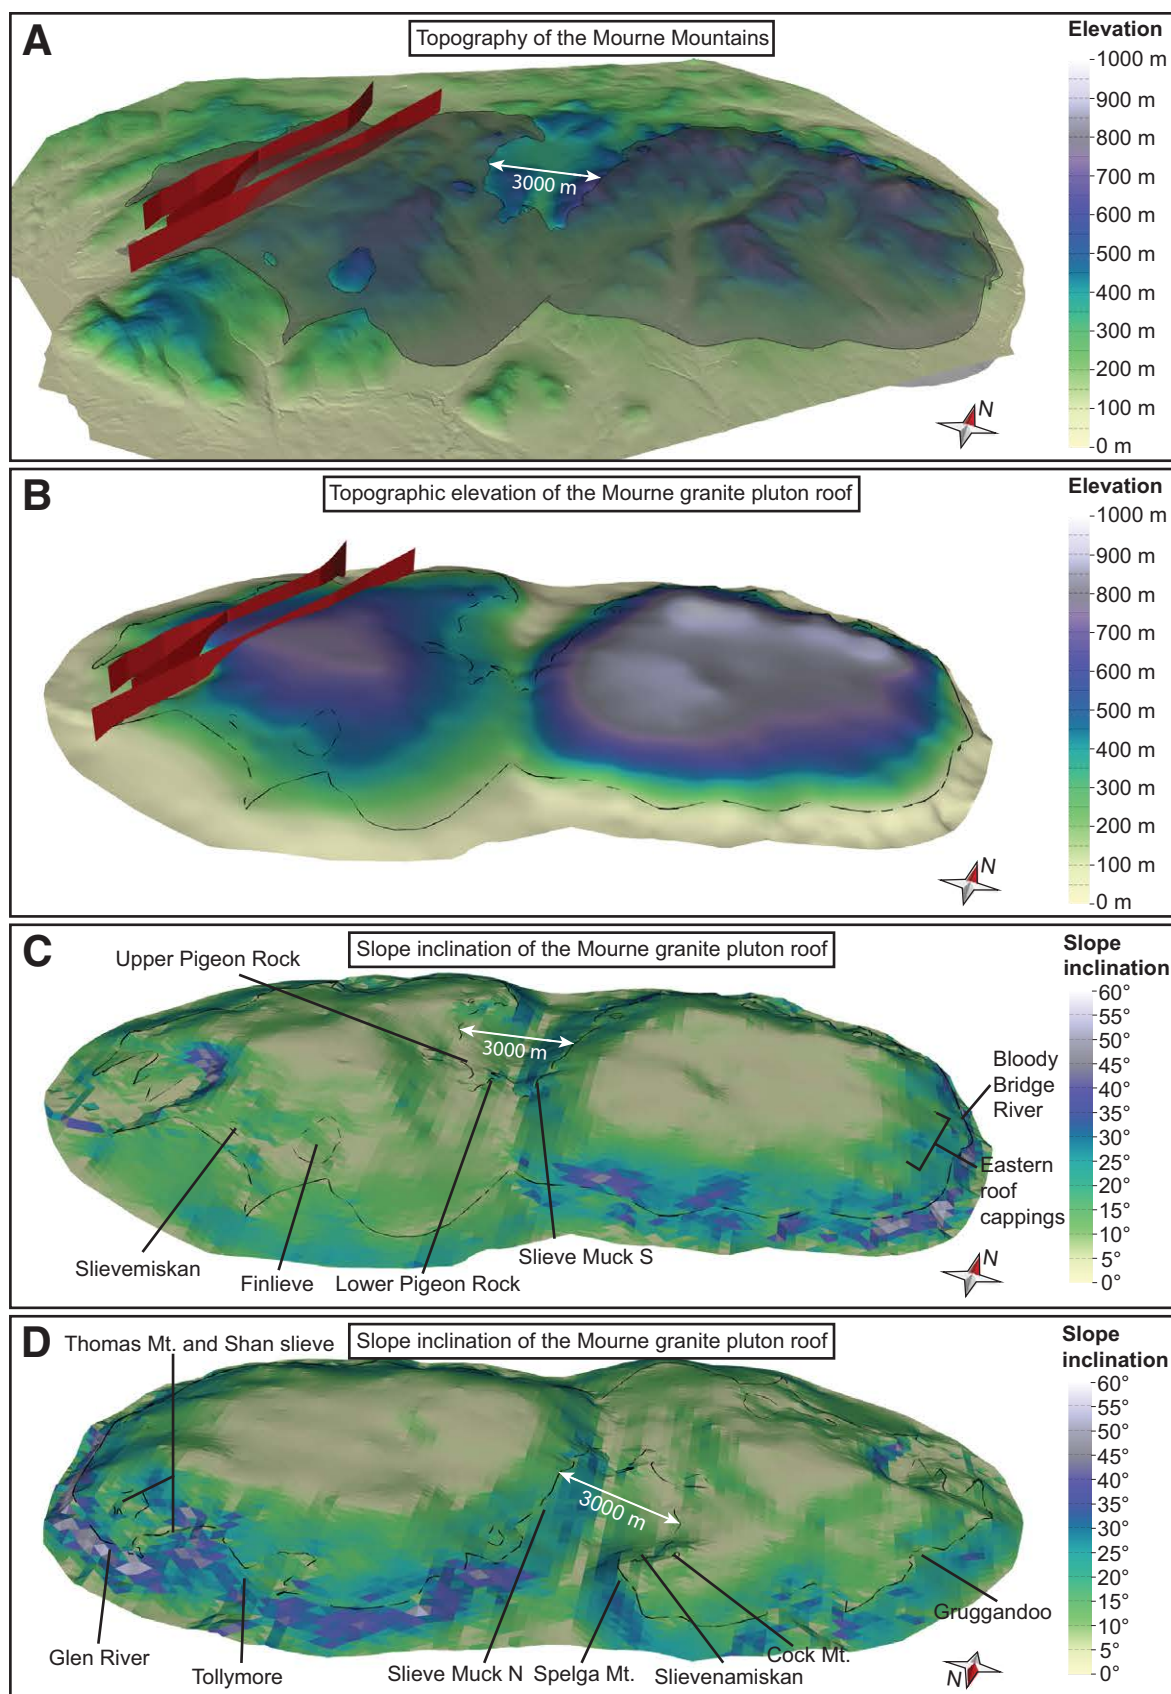 A
Topography of the Mourne Mountains
Elevation
1000 m
900 m
800 m
700 m
600 m
500 m
400 m
300 m
200 m
100 m
0 m
3000 m
N
B
Topographic elevation of the Mourne granite pluton roof
Elevation
1000 m
900 m
800 m
700 m
600 m
500 m
400 m
300 m
200 m
100 m
0 m
N
C
Slope inclination of the Mourne granite pluton roof
Slope
inclination
60°
55°
50°
45°
40°
35°
30°
25°
20°
15°
10°
5°
0°
Upper Pigeon Rock
3000 m
Bloody
Bridge
River
Eastern
roof
cappings
Slievemiskan
Finlieve
Lower Pigeon Rock
Slieve Muck S
N
D
Slope inclination of the Mourne granite pluton roof
Slope
inclination
60°
55°
50°
45°
40°
35°
30°
25°
20°
15°
10°
5°
0°
Thomas Mt. and Shan slieve
3000 m
Glen River
Tollymore
Slieve Muck N
Spelga Mt.
Slievenamiskan
Cock Mt.
Gruggandoo
N